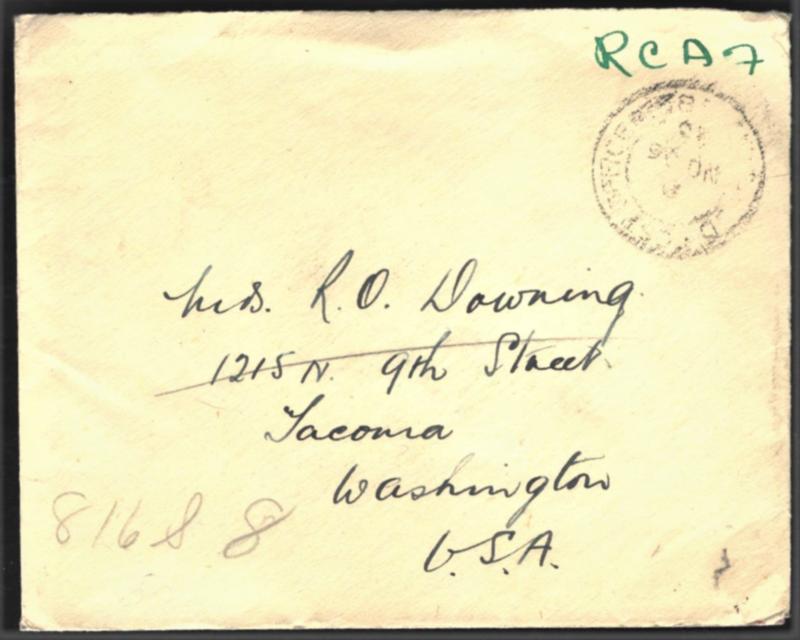 RCA7
Mrs. R.O. Downing
1215 N. 9th Street
Tacoma
Washington
U.S.A.
816 S 8